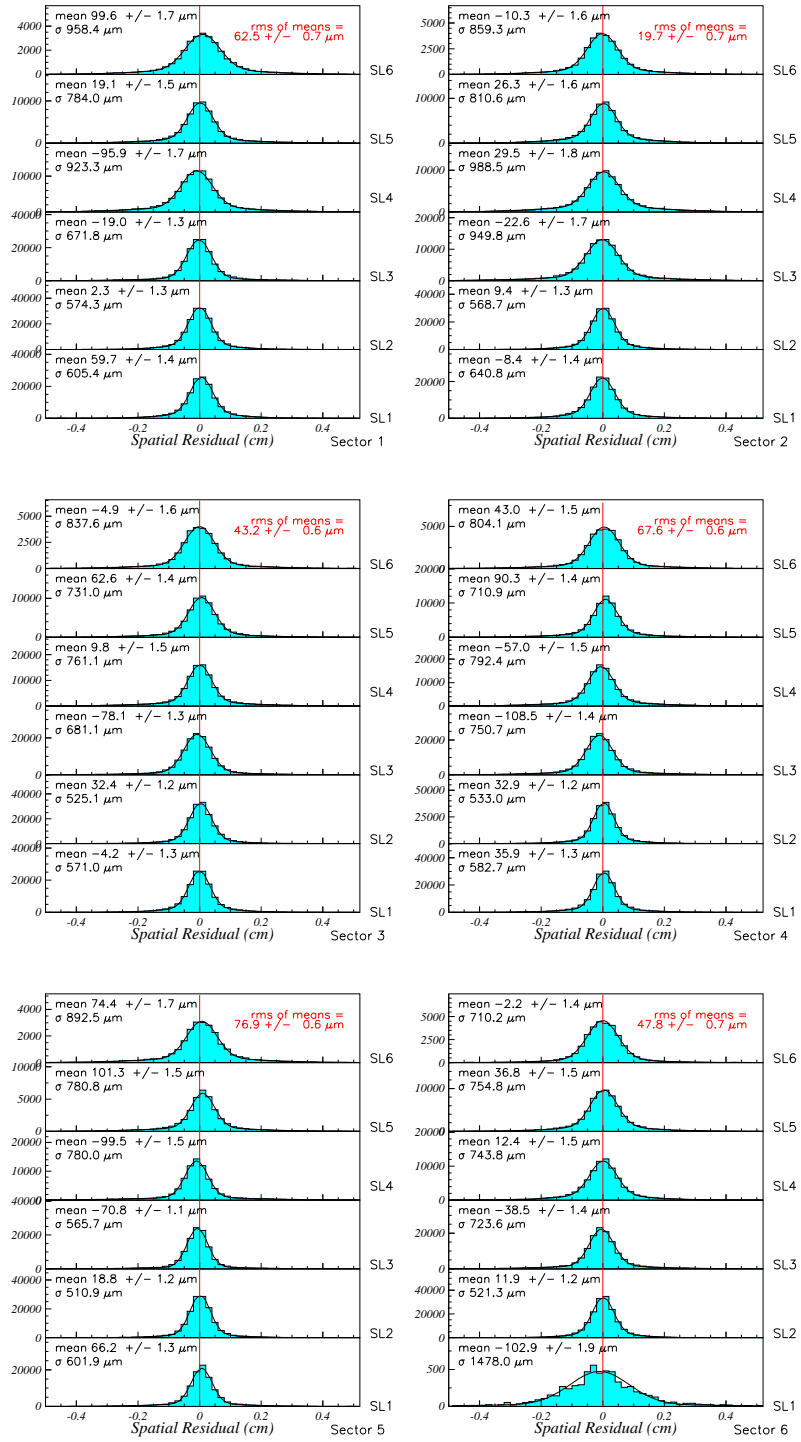 mean 99.6 +/- 1.7 μm
σ 958.4 μm
rms of means =
62.5 +/- 0.7 μm
4000
2000
0
SL6
mean 19.1 +/- 1.5 μm
σ 784.0 μm
10000
0
SL5
mean -95.9 +/- 1.7 μm
σ 923.3 μm
10000
0
SL4
mean -19.0 +/- 1.3 μm
σ 671.8 μm
40000
20000
0
SL3
mean 2.3 +/- 1.3 μm
σ 574.3 μm
40000
20000
0
SL2
mean 59.7 +/- 1.4 μm
σ 605.4 μm
40000
20000
0
SL1
-0.4 -0.2 0 0.2 0.4
Spatial Residual (cm)
Sector 1
mean -10.3 +/- 1.6 μm
σ 859.3 μm
rms of means =
19.7 +/- 0.7 μm
5000
2500
0
SL6
mean 26.3 +/- 1.6 μm
σ 810.6 μm
10000
0
SL5
mean 29.5 +/- 1.8 μm
σ 988.5 μm
10000
0
SL4
mean -22.6 +/- 1.7 μm
σ 949.8 μm
20000
10000
0
SL3
mean 9.4 +/- 1.3 μm
σ 568.7 μm
40000
20000
0
SL2
mean -8.4 +/- 1.4 μm
σ 640.8 μm
20000
0
SL1
-0.4 -0.2 0 0.2 0.4
Spatial Residual (cm)
Sector 2
mean -4.9 +/- 1.6 μm
σ 837.6 μm
rms of means =
43.2 +/- 0.6 μm
5000
2500
0
SL6
mean 62.6 +/- 1.4 μm
σ 731.0 μm
10000
0
SL5
mean 9.8 +/- 1.5 μm
σ 761.1 μm
20000
10000
0
SL4
mean -78.1 +/- 1.3 μm
σ 681.1 μm
20000
0
SL3
mean 32.4 +/- 1.2 μm
σ 525.1 μm
40000
20000
0
SL2
mean -4.2 +/- 1.3 μm
σ 571.0 μm
40000
20000
0
SL1
-0.4 -0.2 0 0.2 0.4
Spatial Residual (cm)
Sector 3
mean 43.0 +/- 1.5 μm
σ 804.1 μm
rms of means =
67.6 +/- 0.6 μm
5000
0
SL6
mean 90.3 +/- 1.4 μm
σ 710.9 μm
20000
10000
0
SL5
mean -57.0 +/- 1.5 μm
σ 792.4 μm
20000
10000
0
SL4
mean -108.5 +/- 1.4 μm
σ 750.7 μm
20000
0
SL3
mean 32.9 +/- 1.2 μm
σ 533.0 μm
50000
25000
0
SL2
mean 35.9 +/- 1.3 μm
σ 582.7 μm
40000
20000
0
SL1
-0.4 -0.2 0 0.2 0.4
Spatial Residual (cm)
Sector 4
mean 74.4 +/- 1.7 μm
σ 892.5 μm
rms of means =
76.9 +/- 0.6 μm
4000
2000
0
SL6
mean 101.3 +/- 1.5 μm
σ 780.8 μm
10000
5000
0
SL5
mean -99.5 +/- 1.5 μm
σ 780.0 μm
20000
10000
0
SL4
mean -70.8 +/- 1.1 μm
σ 565.7 μm
40000
20000
0
SL3
mean 18.8 +/- 1.2 μm
σ 510.9 μm
40000
20000
0
SL2
mean 66.2 +/- 1.3 μm
σ 601.9 μm
20000
0
SL1
-0.4 -0.2 0 0.2 0.4
Spatial Residual (cm)
Sector 5
mean -2.2 +/- 1.4 μm
σ 710.2 μm
rms of means =
47.8 +/- 0.7 μm
5000
2500
0
SL6
mean 36.8 +/- 1.5 μm
σ 754.8 μm
10000
0
SL5
mean 12.4 +/- 1.5 μm
σ 743.8 μm
20000
10000
0
SL4
mean -38.5 +/- 1.4 μm
σ 723.6 μm
20000
0
SL3
mean 11.9 +/- 1.2 μm
σ 521.3 μm
40000
20000
0
SL2
mean -102.9 +/- 1.9 μm
σ 1478.0 μm
500
0
SL1
-0.4 -0.2 0 0.2 0.4
Spatial Residual (cm)
Sector 6